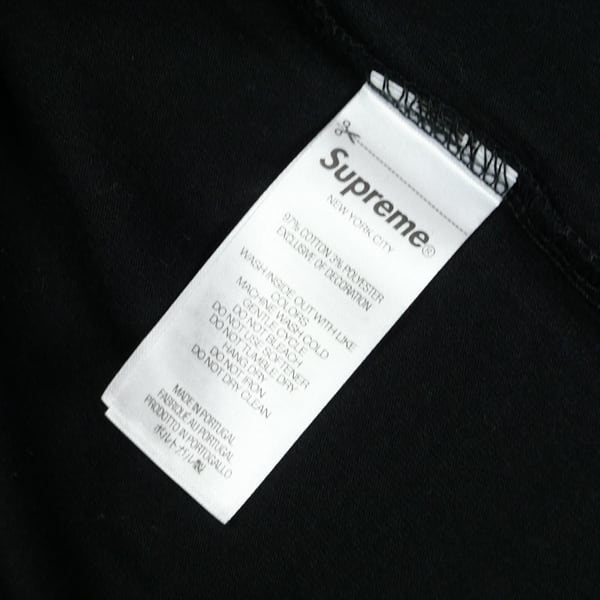 Supreme®
NEW YORK CITY
97% COTTON 3% POLYESTER
EXCLUSIVE OF DECORATION
WASH INSIDE OUT WITH LIKE
COLORS
MACHINE WASH COLD
GENTLE CYCLE
DO NOT BLEACH
DO NOT USE SOFTENER
DO NOT TUMBLE DRY
HANG DRY
DO NOT IRON
DO NOT DRY CLEAN
MADE IN PORTUGAL
FABRIQUÉ AU PORTUGAL
PRODOTTO IN PORTOGALLO
ポルトガル製